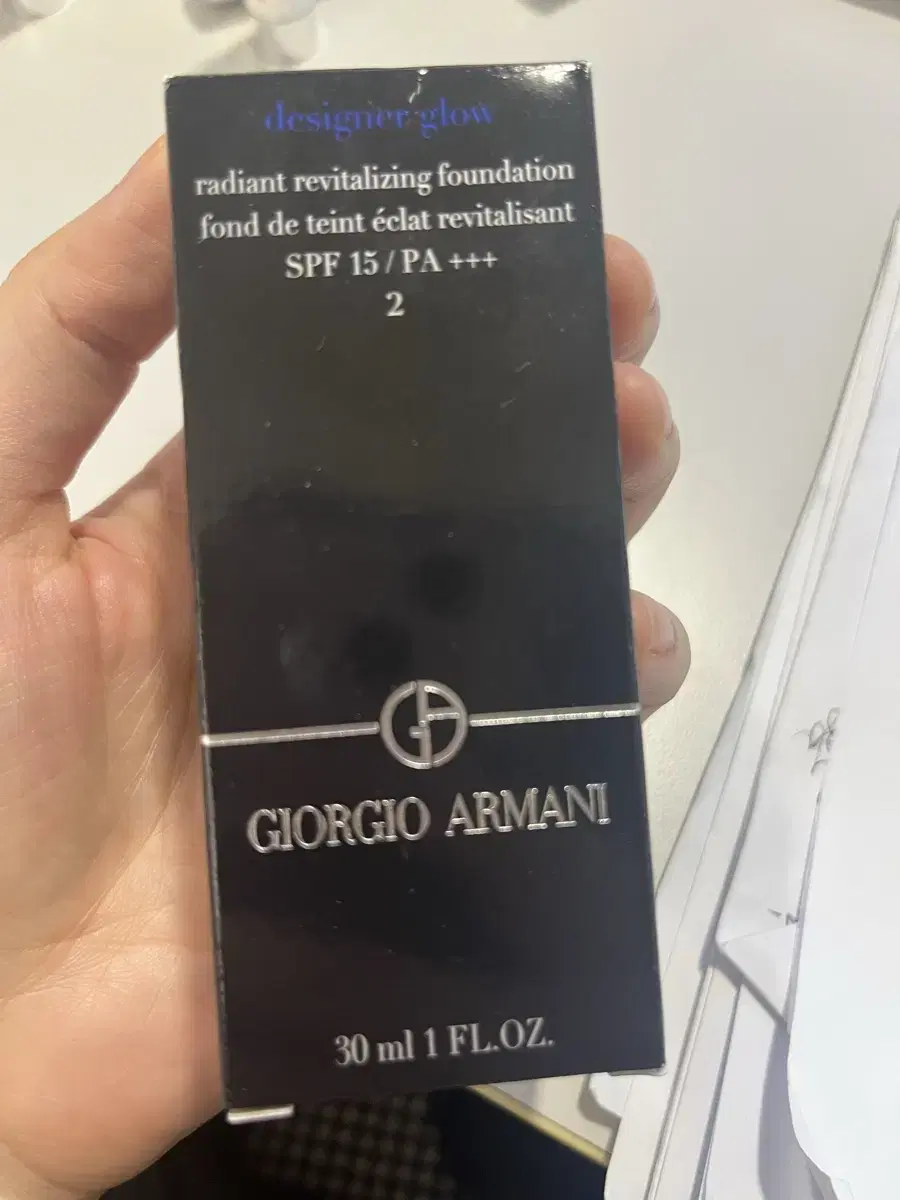 designer glow
radiant revitalizing foundation
fond de teint éclat revitalisant
SPF 15 / PA +++
2
GIORGIO ARMANI
30 ml 1 FL.OZ.